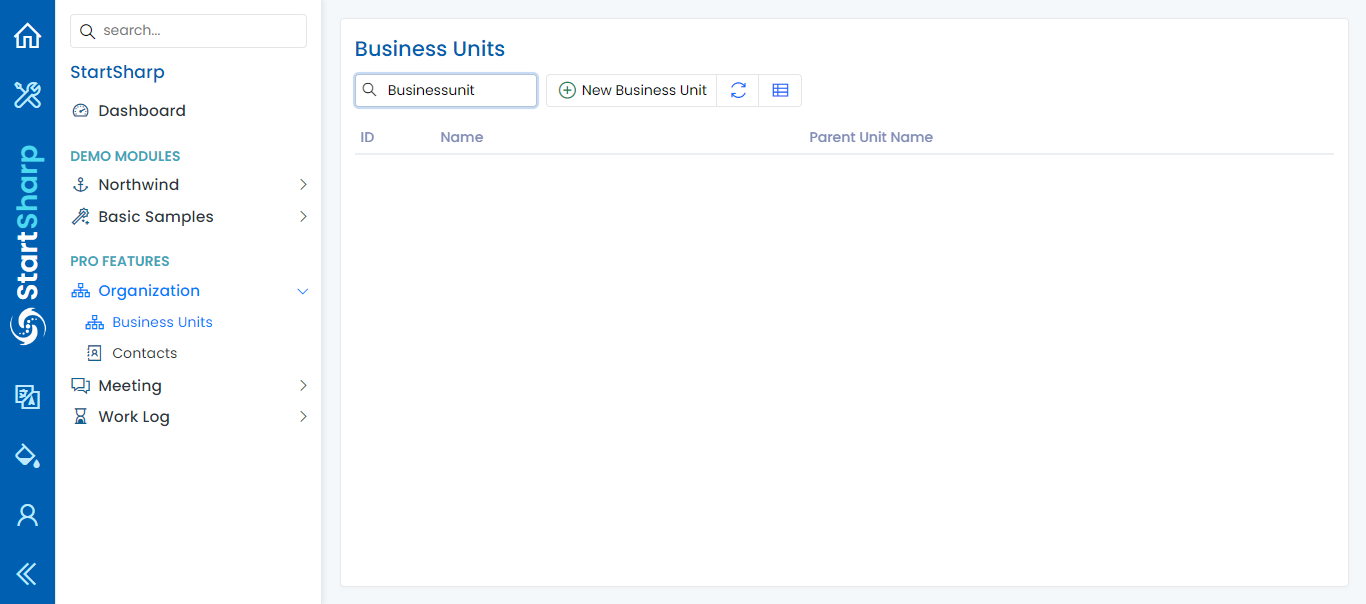 StartSharp
search...
StartSharp
Dashboard
DEMO MODULES
Northwind
Basic Samples
PRO FEATURES
Organization
Business Units
Contacts
Meeting
Work Log
Business Units
Businessunit
New Business Unit
ID Name Parent Unit Name